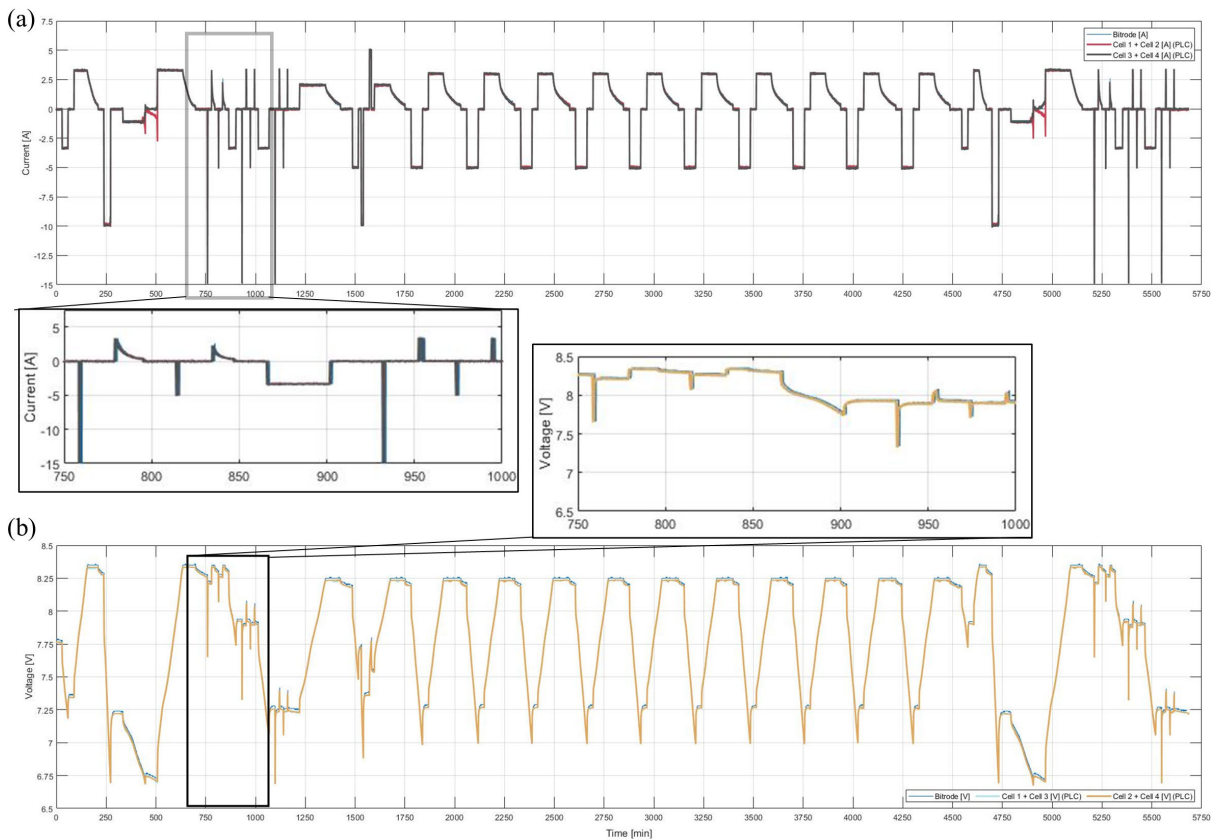 (a)
7.5
5
2.5
0
-2.5
-5
-7.5
-10
-12.5
-15
Current [A]
Bitrode [A]
Cell 1 + Cell 2 [A] (PLC)
Cell 3 + Cell 4 [A] (PLC)
0 250 500 750 1000 1250 1500 1750 2000 2250 2500 2750 3000 3250 3500 3750 4000 4250 4500 4750 5000 5250 5500 5750
5
0
-5
-10
-15
Current [A]
750 800 850 900 950 1000
8.5
8
7.5
7
6.5
Voltage [V]
750 800 850 900 950 1000
(b)
8.5
8.25
8
7.75
7.5
7.25
7
6.75
6.5
Voltage [V]
Bitrode [V] Cell 1 + Cell 3 [V] (PLC) Cell 2 + Cell 4 [V] (PLC)
0 250 500 750 1000 1250 1500 1750 2000 2250 2500 2750 3000 3250 3500 3750 4000 4250 4500 4750 5000 5250 5500 5750
Time [min]